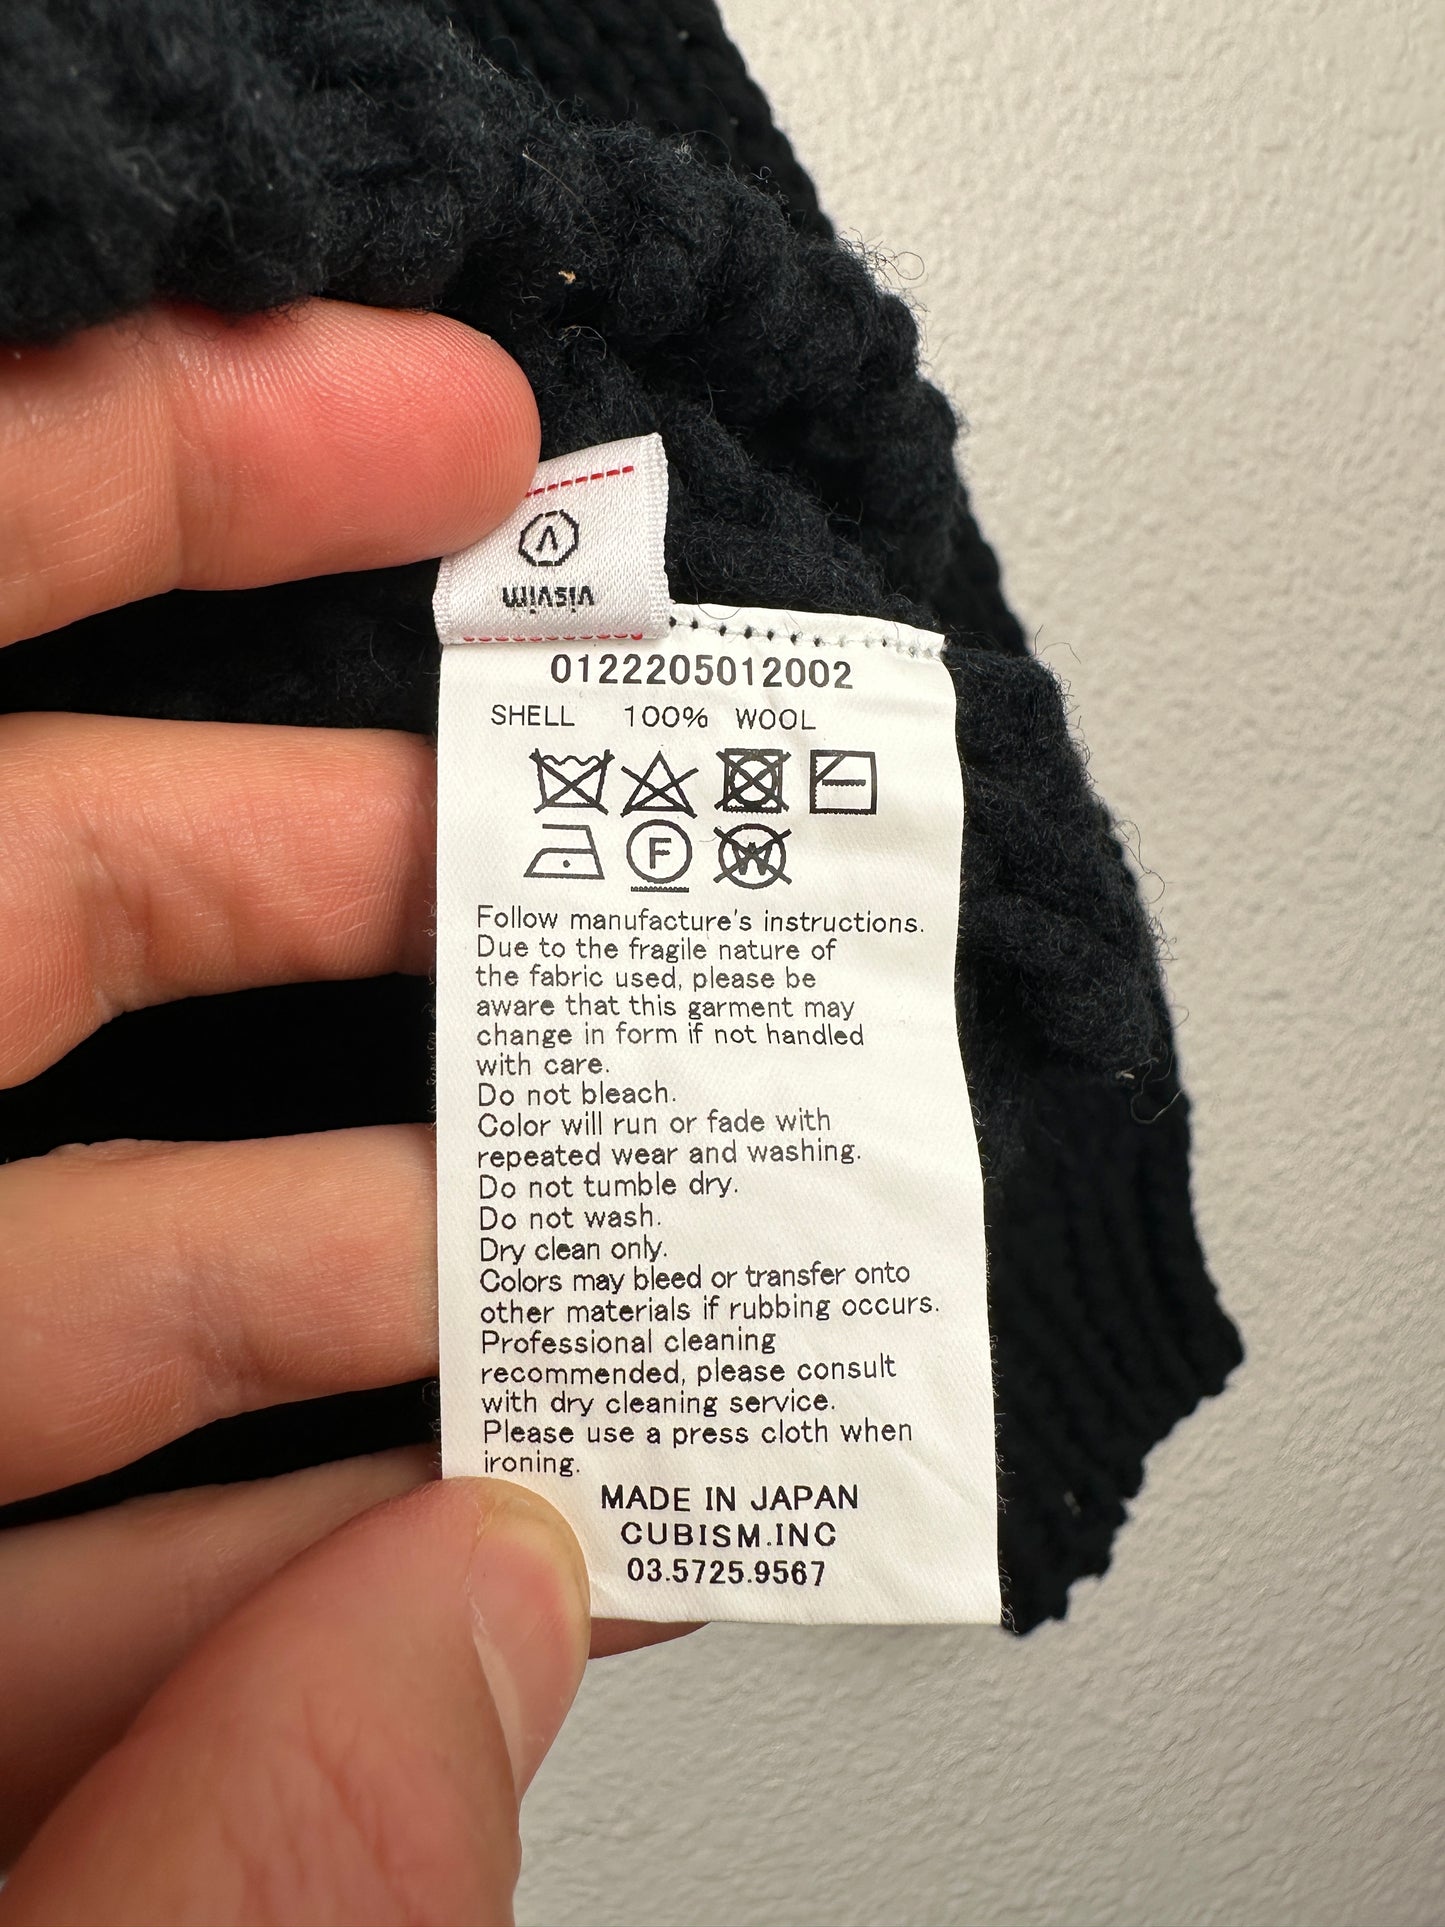 visvim
0122205012002
SHELL 100% WOOL
F
W
Follow manufacture's instructions.
Due to the fragile nature of
the fabric used, please be
aware that this garment may
change in form if not handled
with care.
Do not bleach.
Color will run or fade with
repeated wear and washing.
Do not tumble dry.
Do not wash.
Dry clean only.
Colors may bleed or transfer onto
other materials if rubbing occurs.
Professional cleaning
recommended, please consult
with dry cleaning service.
Please use a press cloth when
ironing.
MADE IN JAPAN
CUBISM.INC
03.5725.9567